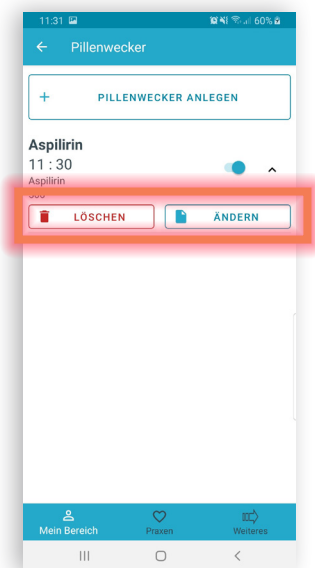 11:31 60%
Pillenwecker
+ PILLENWECKER ANLEGEN
Aspilirin
11 : 30
Aspilirin
LÖSCHEN ÄNDERN
Mein Bereich Praxen Weiteres